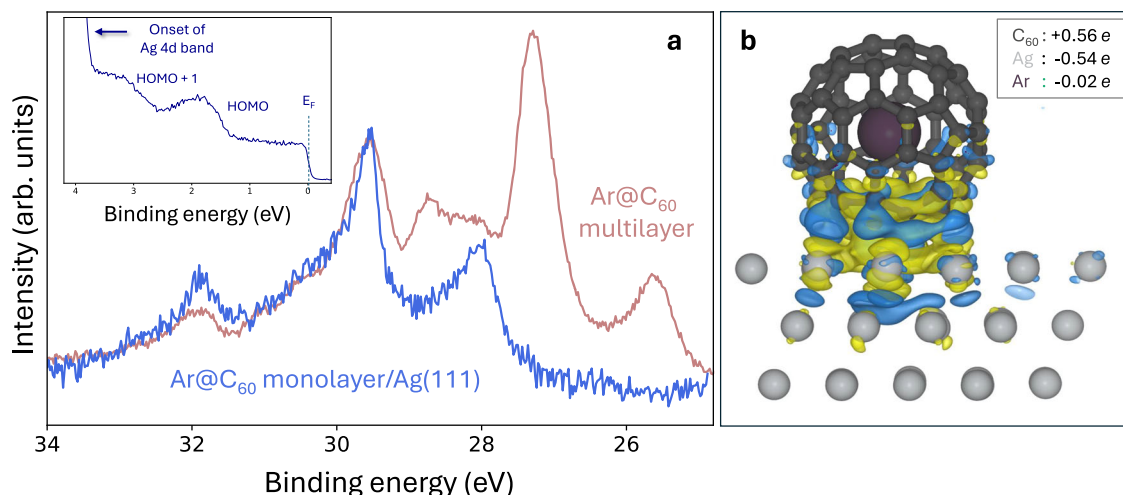 a
Onset of
Ag 4d band
HOMO + 1
HOMO
E_F
4 3 2 1 0
Binding energy (eV)
Ar@C₆₀
multilayer
Ar@C₆₀ monolayer/Ag(111)
Intensity (arb. units)
34 32 30 28 26
Binding energy (eV)
b
C₆₀ : +0.56 e
Ag : -0.54 e
Ar : -0.02 e